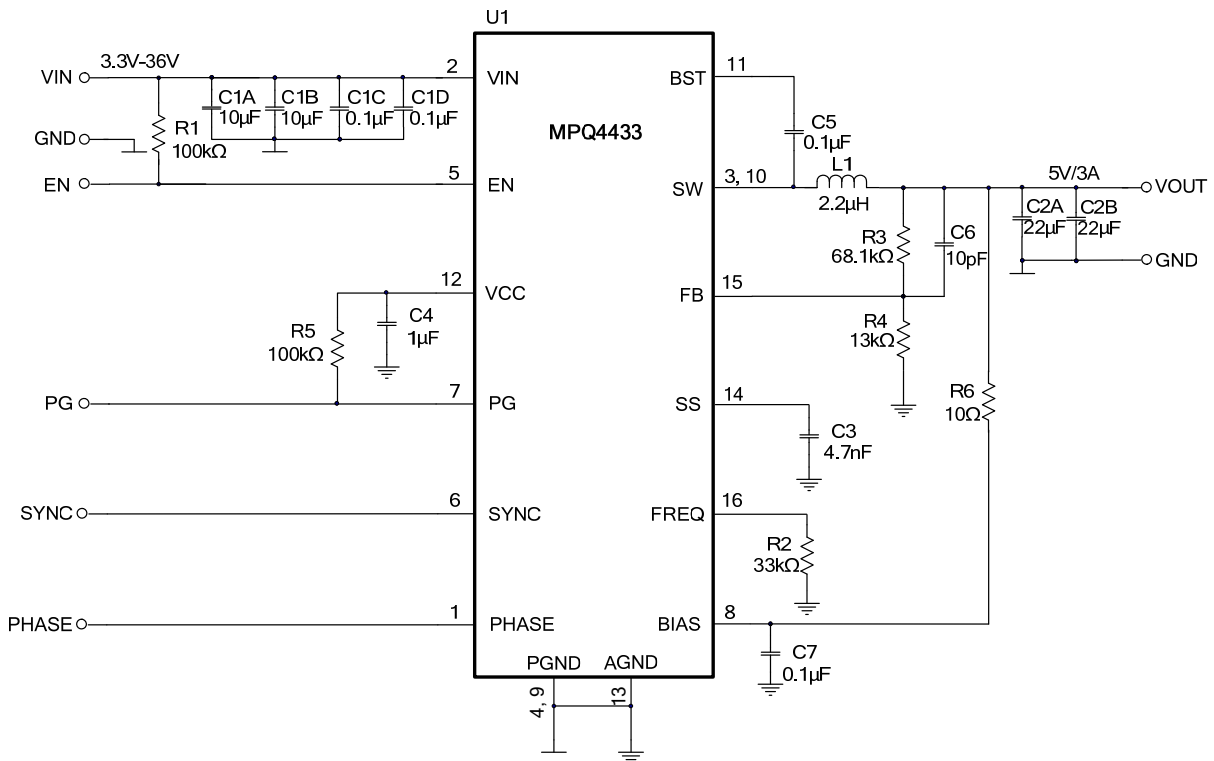 U1
3.3V-36V
VIN
2
VIN
C1A
10µF
C1B
10µF
C1C
0.1µF
C1D
0.1µF
GND
R1
100kΩ
EN
5
EN
12
VCC
R5
100kΩ
C4
1µF
PG
7
PG
SYNC
6
SYNC
PHASE
1
PHASE
MPQ4433
PGND
AGND
4, 9
13
BST
11
C5
0.1µF
SW
3, 10
L1
2.2µH
5V/3A
VOUT
C2A
22µF
C2B
22µF
GND
R3
68.1kΩ
C6
10pF
FB
15
R4
13kΩ
SS
14
C3
4.7nF
R6
10Ω
FREQ
16
R2
33kΩ
BIAS
8
C7
0.1µF